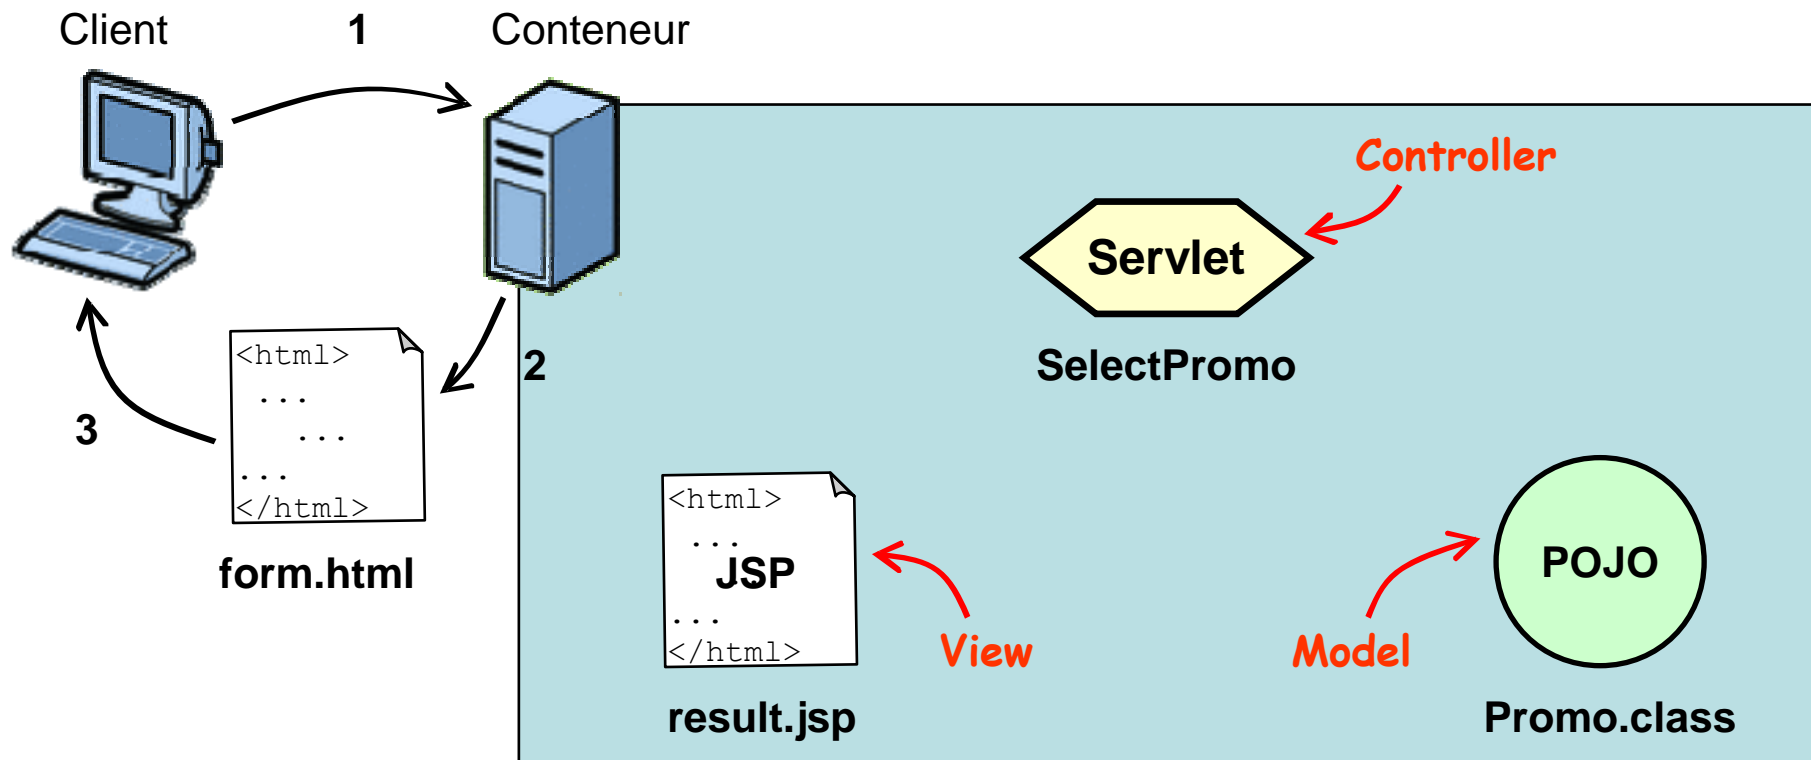 Client 1 Conteneur
Controller
Servlet
SelectPromo
2
3
<html>
...
...
...
</html>
form.html
<html>
...
JSP
...
</html>
result.jsp
View
Model
POJO
Promo.class